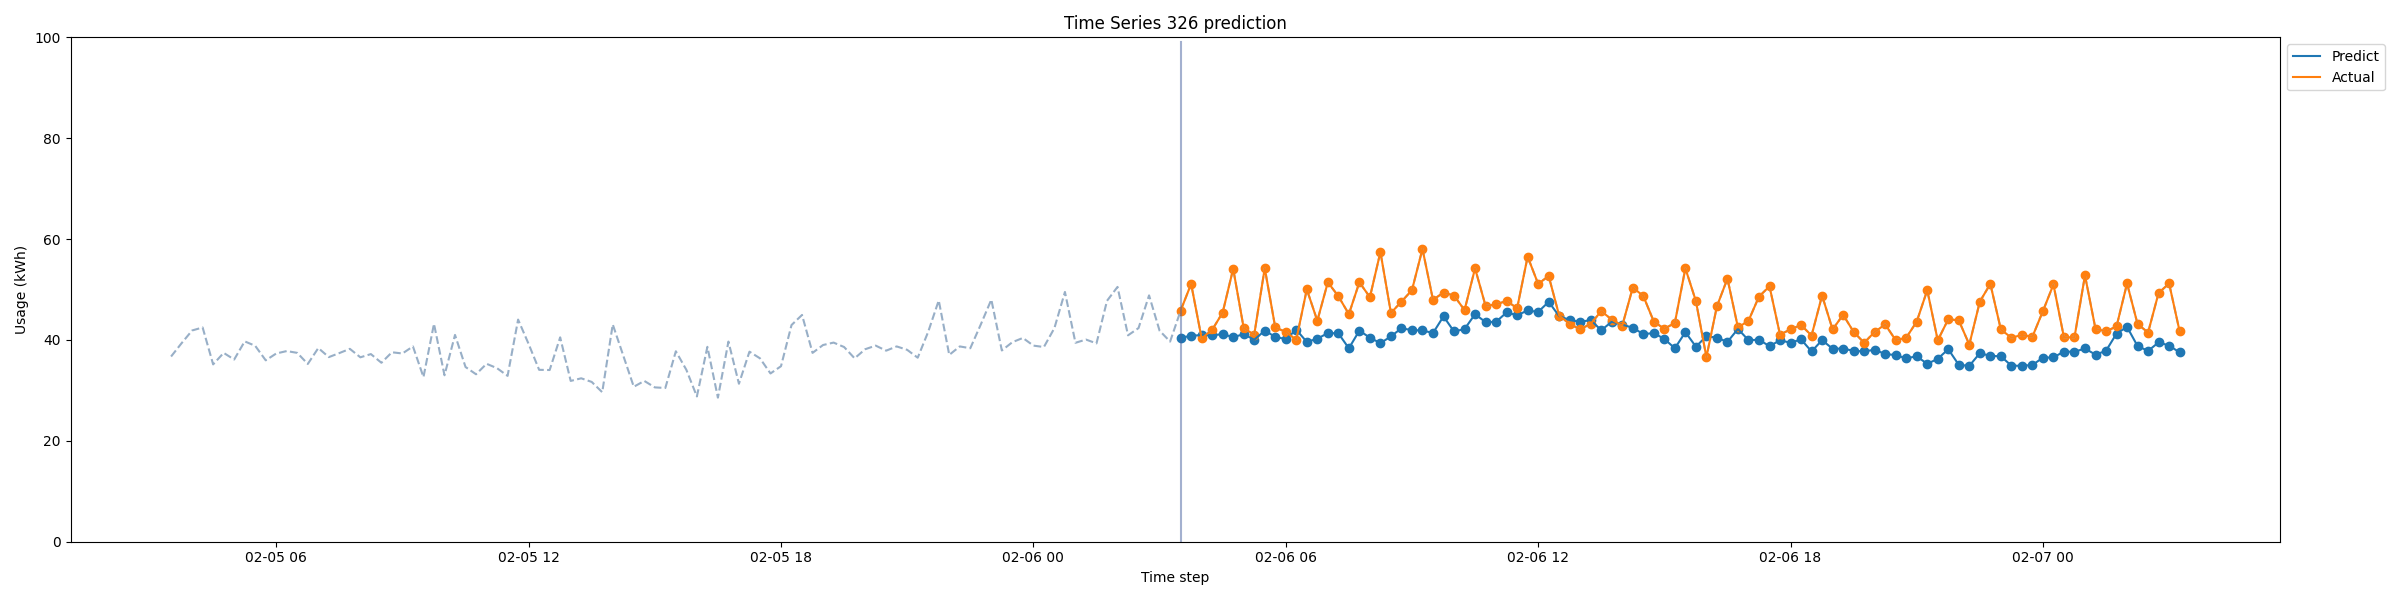 Time Series 326 prediction
Predict
Actual
Usage (kWh)
100
80
60
40
20
0
02-05 06
02-05 12
02-05 18
02-06 00
02-06 06
02-06 12
02-06 18
02-07 00
Time step